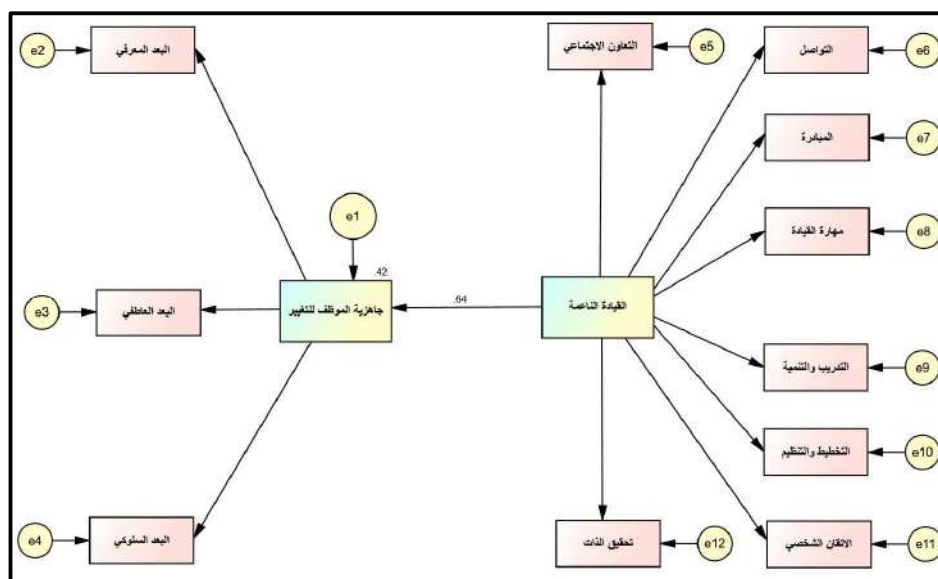 التعاون الاجتماعي
e5
التواصل
e6
البعد المعرفي
e2
المبادرة
e7
مهارة القيادة
e8
e1
.42
القيادة الناعمة
.64
جاهزية الموظف للتغيير
البعد العاطفي
e3
التدريب والتنمية
e9
التخطيط والتنظيم
e10
البعد السلوكي
e4
تحقيق الذات
e12
الاتقان الشخصي
e11